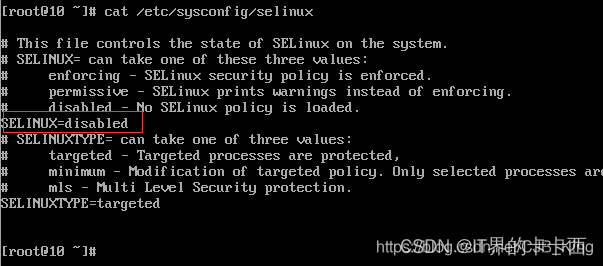 [root@10 ~]# cat /etc/sysconfig/selinux
# This file controls the state of SELinux on the system.
# SELINUX= can take one of these three values:
#     enforcing - SELinux security policy is enforced.
#     permissive - SELinux prints warnings instead of enforcing.
#     disabled - No SELinux policy is loaded.
SELINUX=disabled
# SELINUXTYPE= can take one of three values:
#     targeted - Targeted processes are protected,
#     minimum - Modification of targeted policy. Only selected processes are
#     mls - Multi Level Security protection.
SELINUXTYPE=targeted
[root@10 ~]#
CSDN @IT界的卡卡西